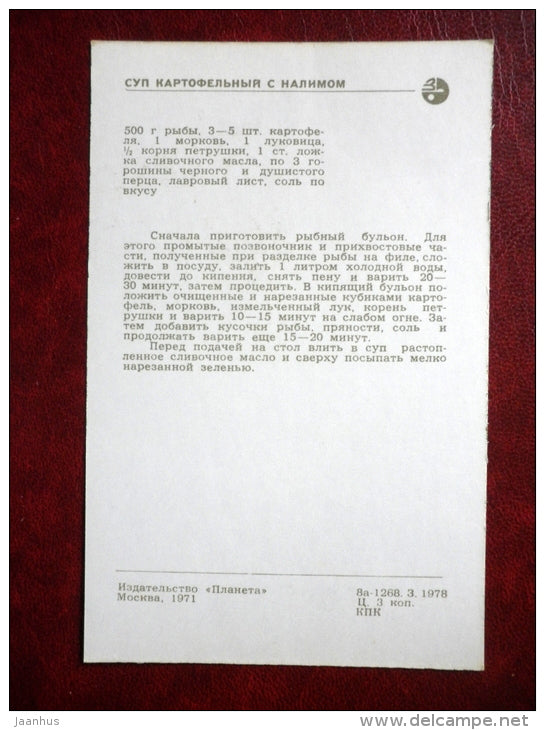 СУП КАРТОФЕЛЬНЫЙ С НАЛИМОМ
500 г рыбы, 3—5 шт. картофе-
ля, 1 морковь, 1 луковица,
½ корня петрушки, 1 ст. лож-
ка сливочного масла, по 3 го-
рошины черного и душистого
перца, лавровый лист, соль по
вкусу
Сначала приготовить рыбный бульон. Для
этого промытые позвоночник и прихвостовые ча-
сти, полученные при разделке рыбы на филе, сло-
жить в посуду, залить 1 литром холодной воды,
довести до кипения, снять пену и варить 20—
30 минут, затем процедить. В кипящий бульон по-
ложить очищенные и нарезанные кубиками карто-
фель, морковь, измельченный лук, корень пет-
рушки и варить 10—15 минут на слабом огне. За-
тем добавить кусочки рыбы, пряности, соль и
продолжать варить еще 15—20 минут.
Перед подачей на стол влить в суп растоп-
ленное сливочное масло и сверху посыпать мелко
нарезанной зеленью.
Издательство «Планета»
Москва, 1971
8а-1268. З. 1978
Ц. 3 коп.
КПК
© jaanhus
www.delcampe.net